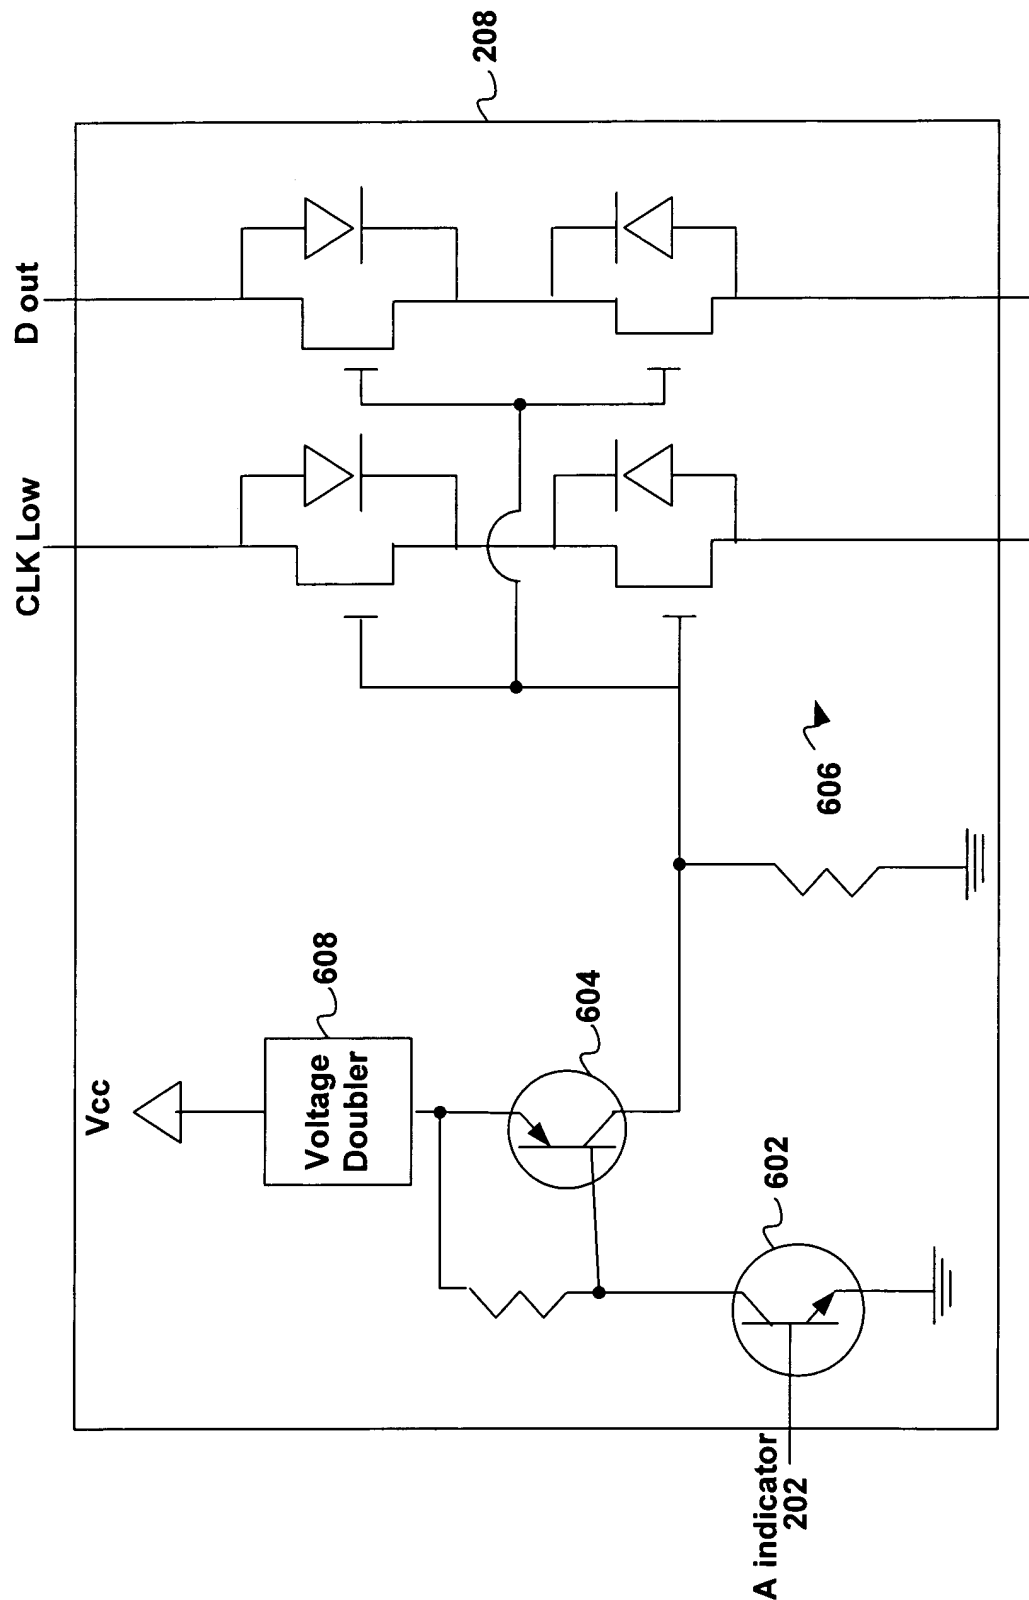 Vcc
CLK Low
D out
208
Voltage
Doubler
608
604
606
602
A indicator
202